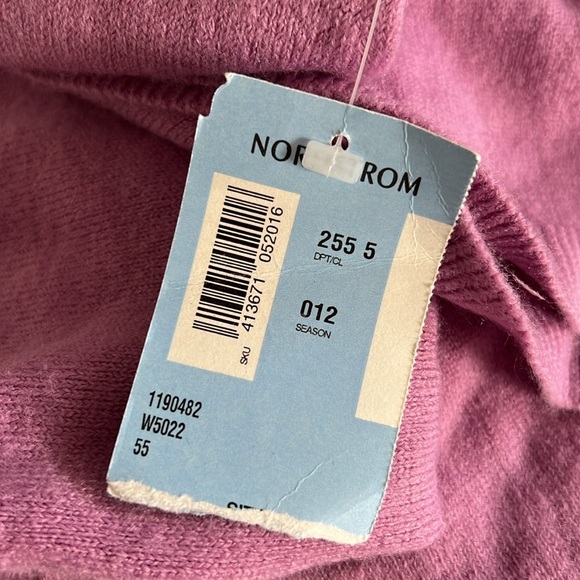 NOR ROM
255 5
DPT/CL
012
SEASON
SKU 413671 052016
1190482
W5022
55